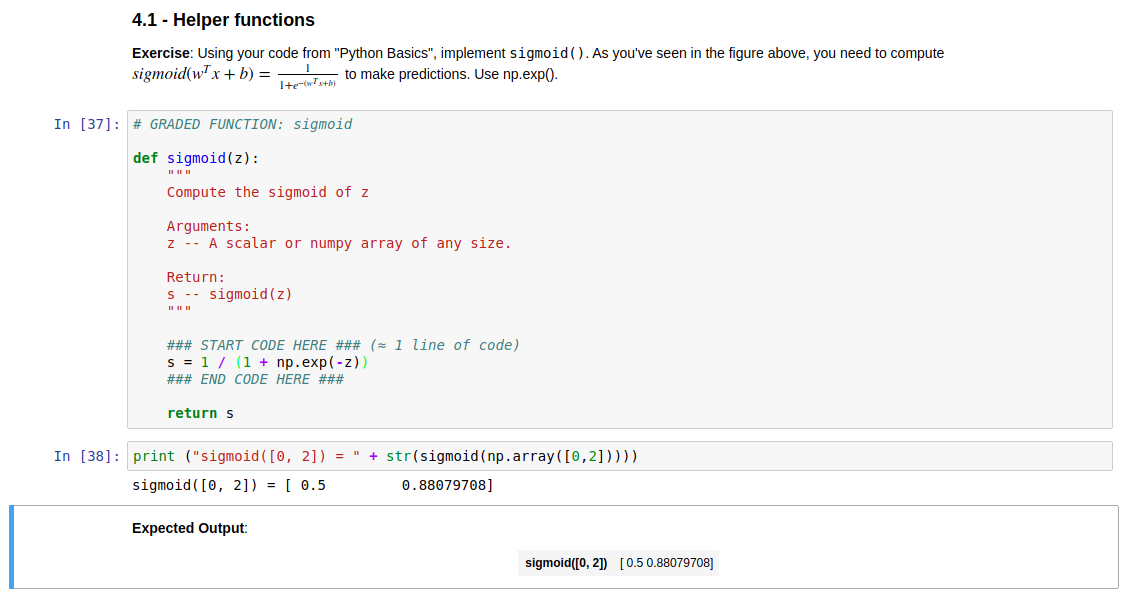 4.1 - Helper functions
Exercise: Using your code from "Python Basics", implement sigmoid(). As you've seen in the figure above, you need to compute
sigmoid(w^T x + b) = 1 / (1+e^-(w^T x+b)) to make predictions. Use np.exp().
In [37]: # GRADED FUNCTION: sigmoid
def sigmoid(z):
"""
Compute the sigmoid of z
Arguments:
z -- A scalar or numpy array of any size.
Return:
s -- sigmoid(z)
"""
### START CODE HERE ### (≈ 1 line of code)
s = 1 / (1 + np.exp(-z))
### END CODE HERE ###
return s
In [38]: print ("sigmoid([0, 2]) = " + str(sigmoid(np.array([0,2]))))
sigmoid([0, 2]) = [ 0.5 0.88079708]
Expected Output:
sigmoid([0, 2]) [ 0.5 0.88079708]